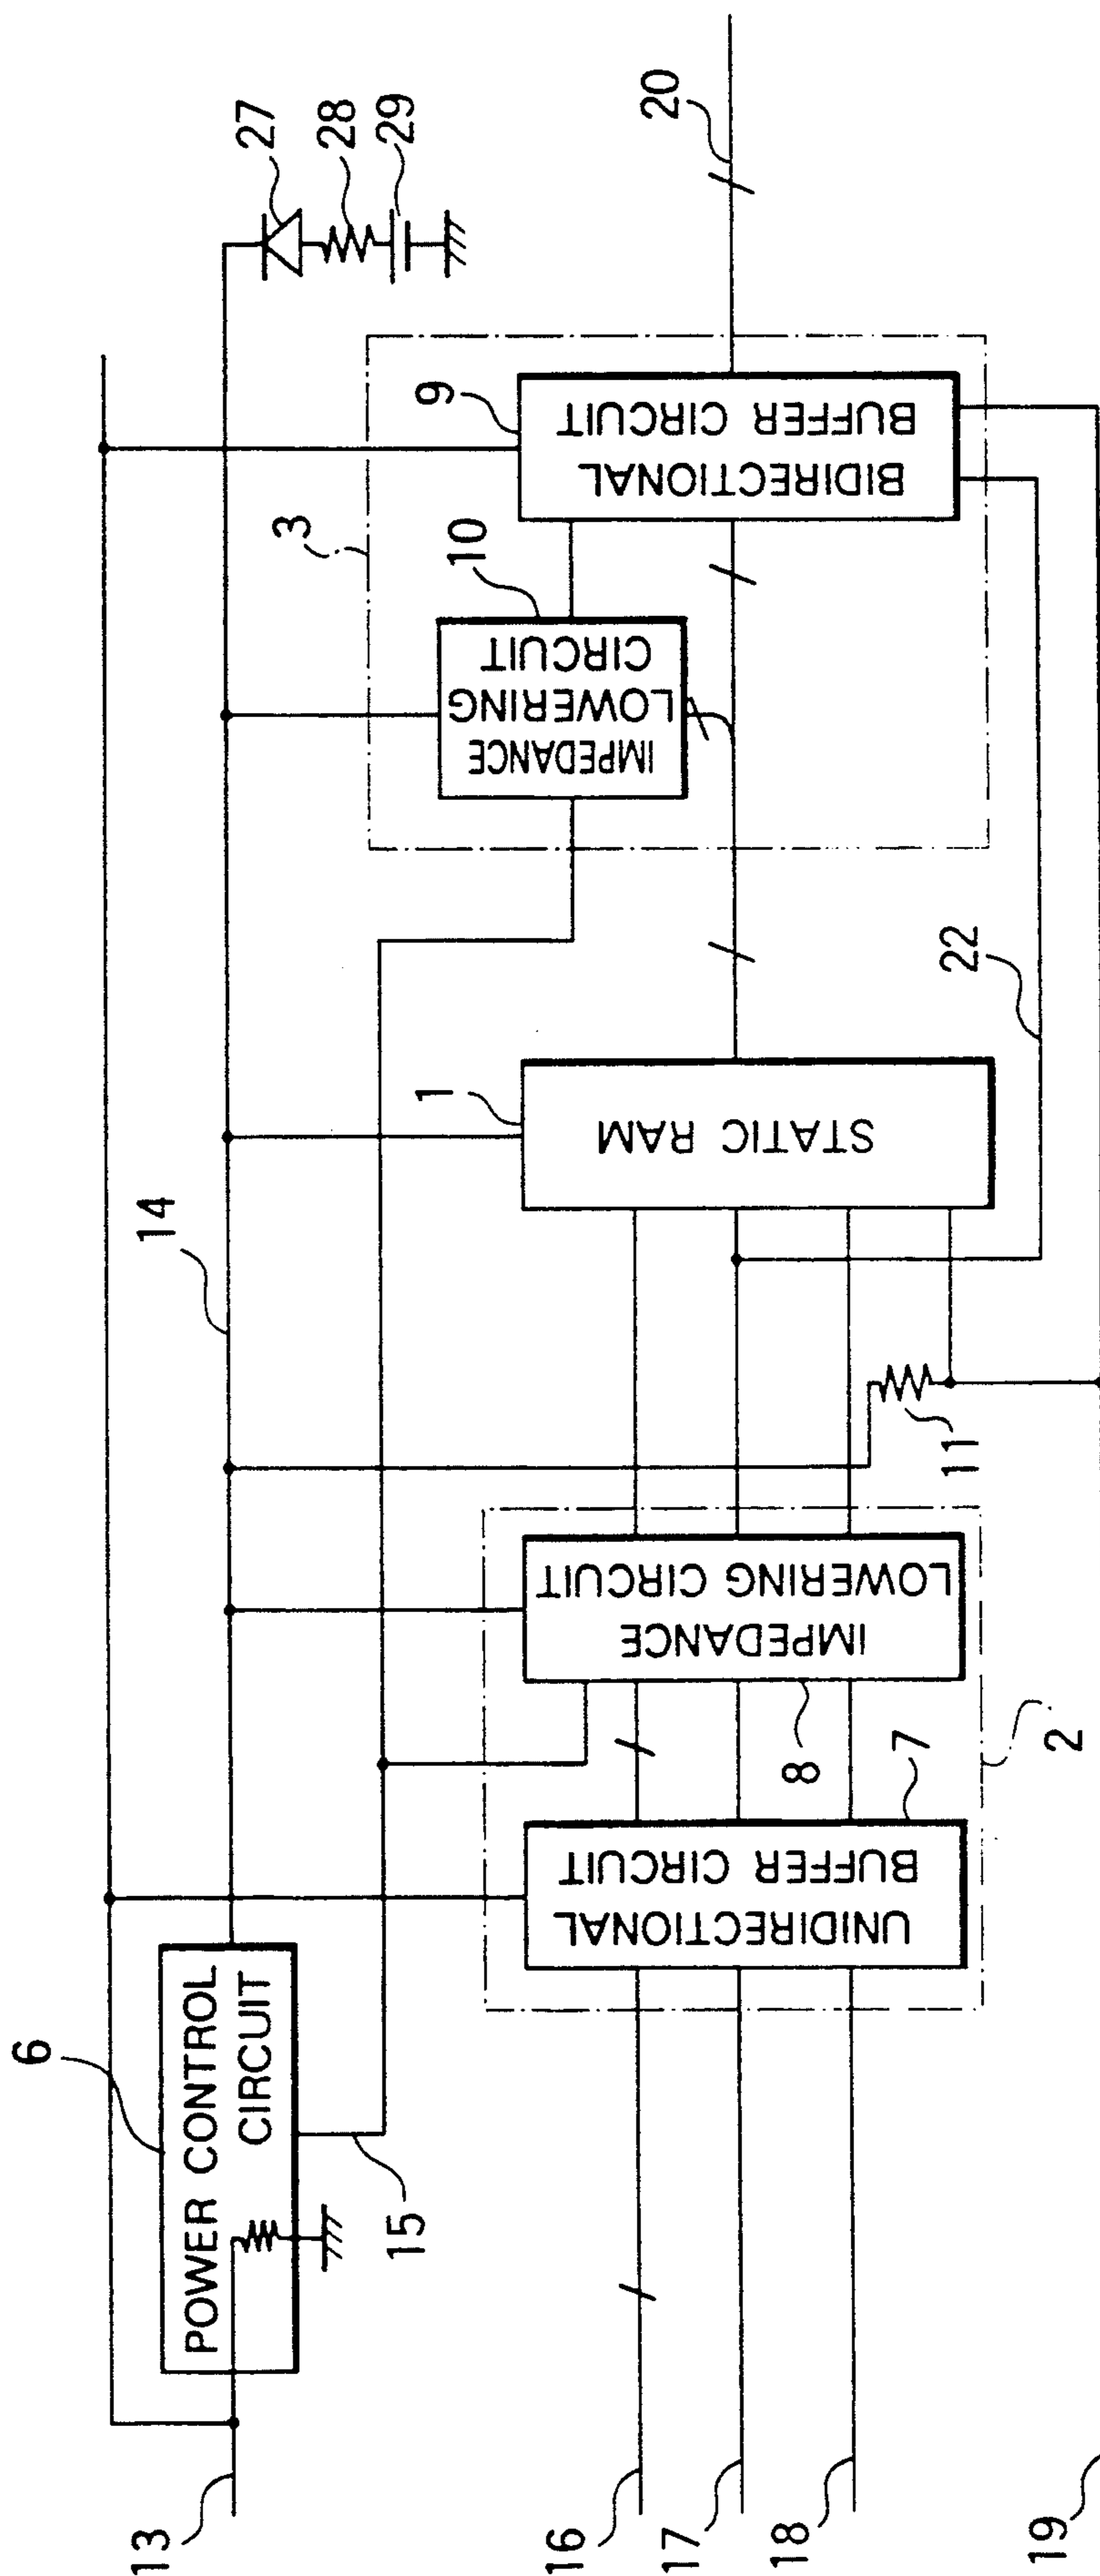 6
POWER CONTROL
CIRCUIT
13
15
14
27
28
29
16
17
18
19
UNIDIRECTIONAL
BUFFER CIRCUIT
7
8
2
IMPEDANCE
LOWERING CIRCUIT
11
1
STATIC RAM
22
3
10
IMPEDANCE
LOWERING
CIRCUIT
9
BIDIRECTIONAL
BUFFER CIRCUIT
20